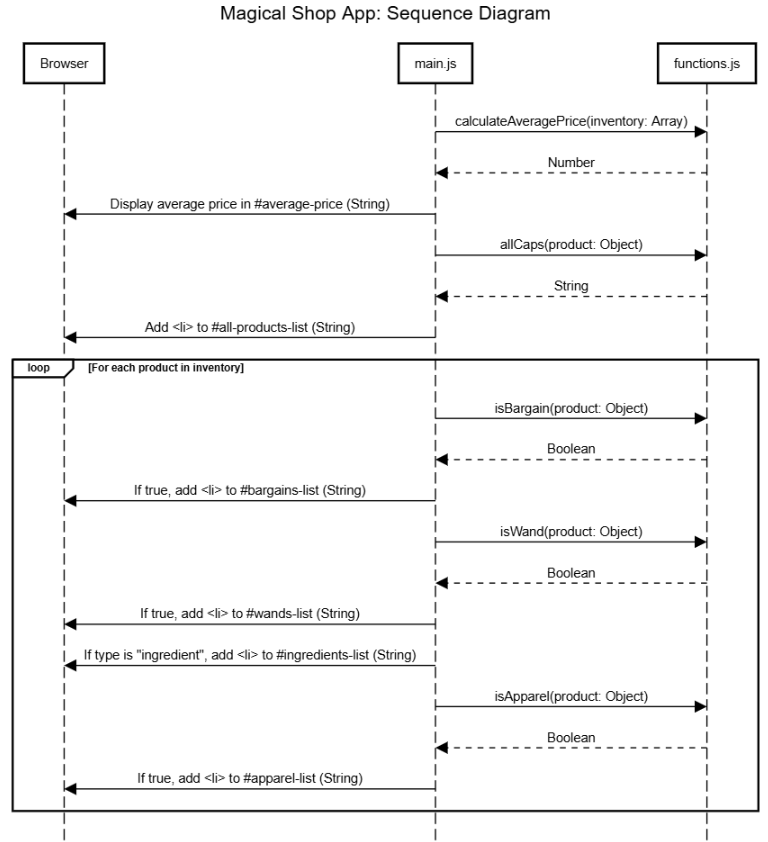 Magical Shop App: Sequence Diagram
Browser
main.js
functions.js
calculateAveragePrice(inventory: Array)
Number
Display average price in #average-price (String)
allCaps(product: Object)
String
Add <li> to #all-products-list (String)
loop
[For each product in inventory]
isBargain(product: Object)
Boolean
If true, add <li> to #bargains-list (String)
isWand(product: Object)
Boolean
If true, add <li> to #wands-list (String)
If type is "ingredient", add <li> to #ingredients-list (String)
isApparel(product: Object)
Boolean
If true, add <li> to #apparel-list (String)